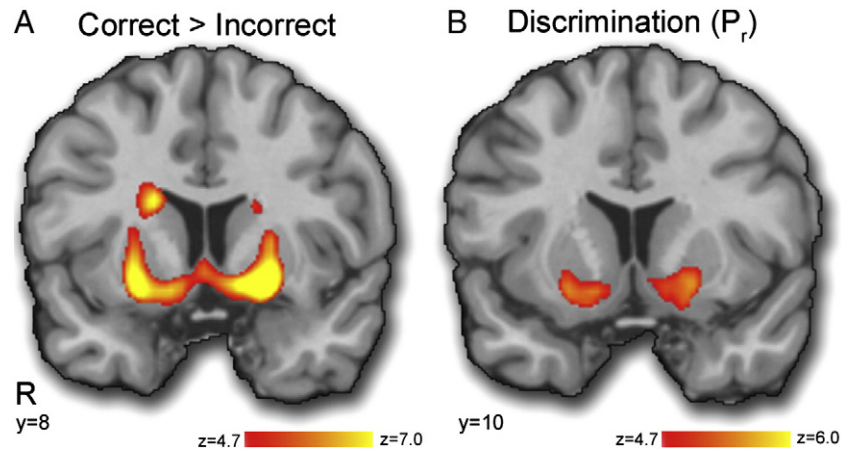 A Correct > Incorrect
B Discrimination (Pr)
R
y=8
z=4.7 z=7.0
y=10
z=4.7 z=6.0